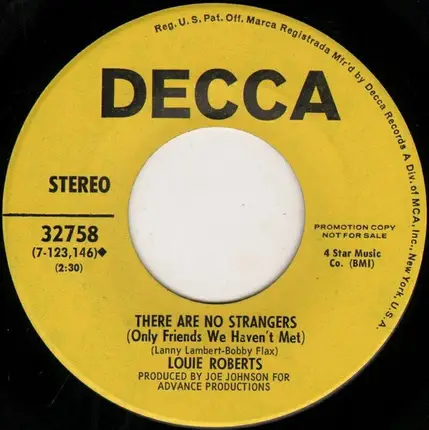 Reg. U.S. Pat. Off. Marca Registrada Mfr'd by Decca Records A Div. of MCA, Inc., New York, U.S.A.
DECCA
STEREO
32758
(7-123,146)◆
(2:30)
PROMOTION COPY
NOT FOR SALE
4 Star Music
Co. (BMI)
THERE ARE NO STRANGERS
(Only Friends We Haven't Met)
(Lanny Lambert-Bobby Flax)
LOUIE ROBERTS
PRODUCED BY JOE JOHNSON FOR
ADVANCE PRODUCTIONS